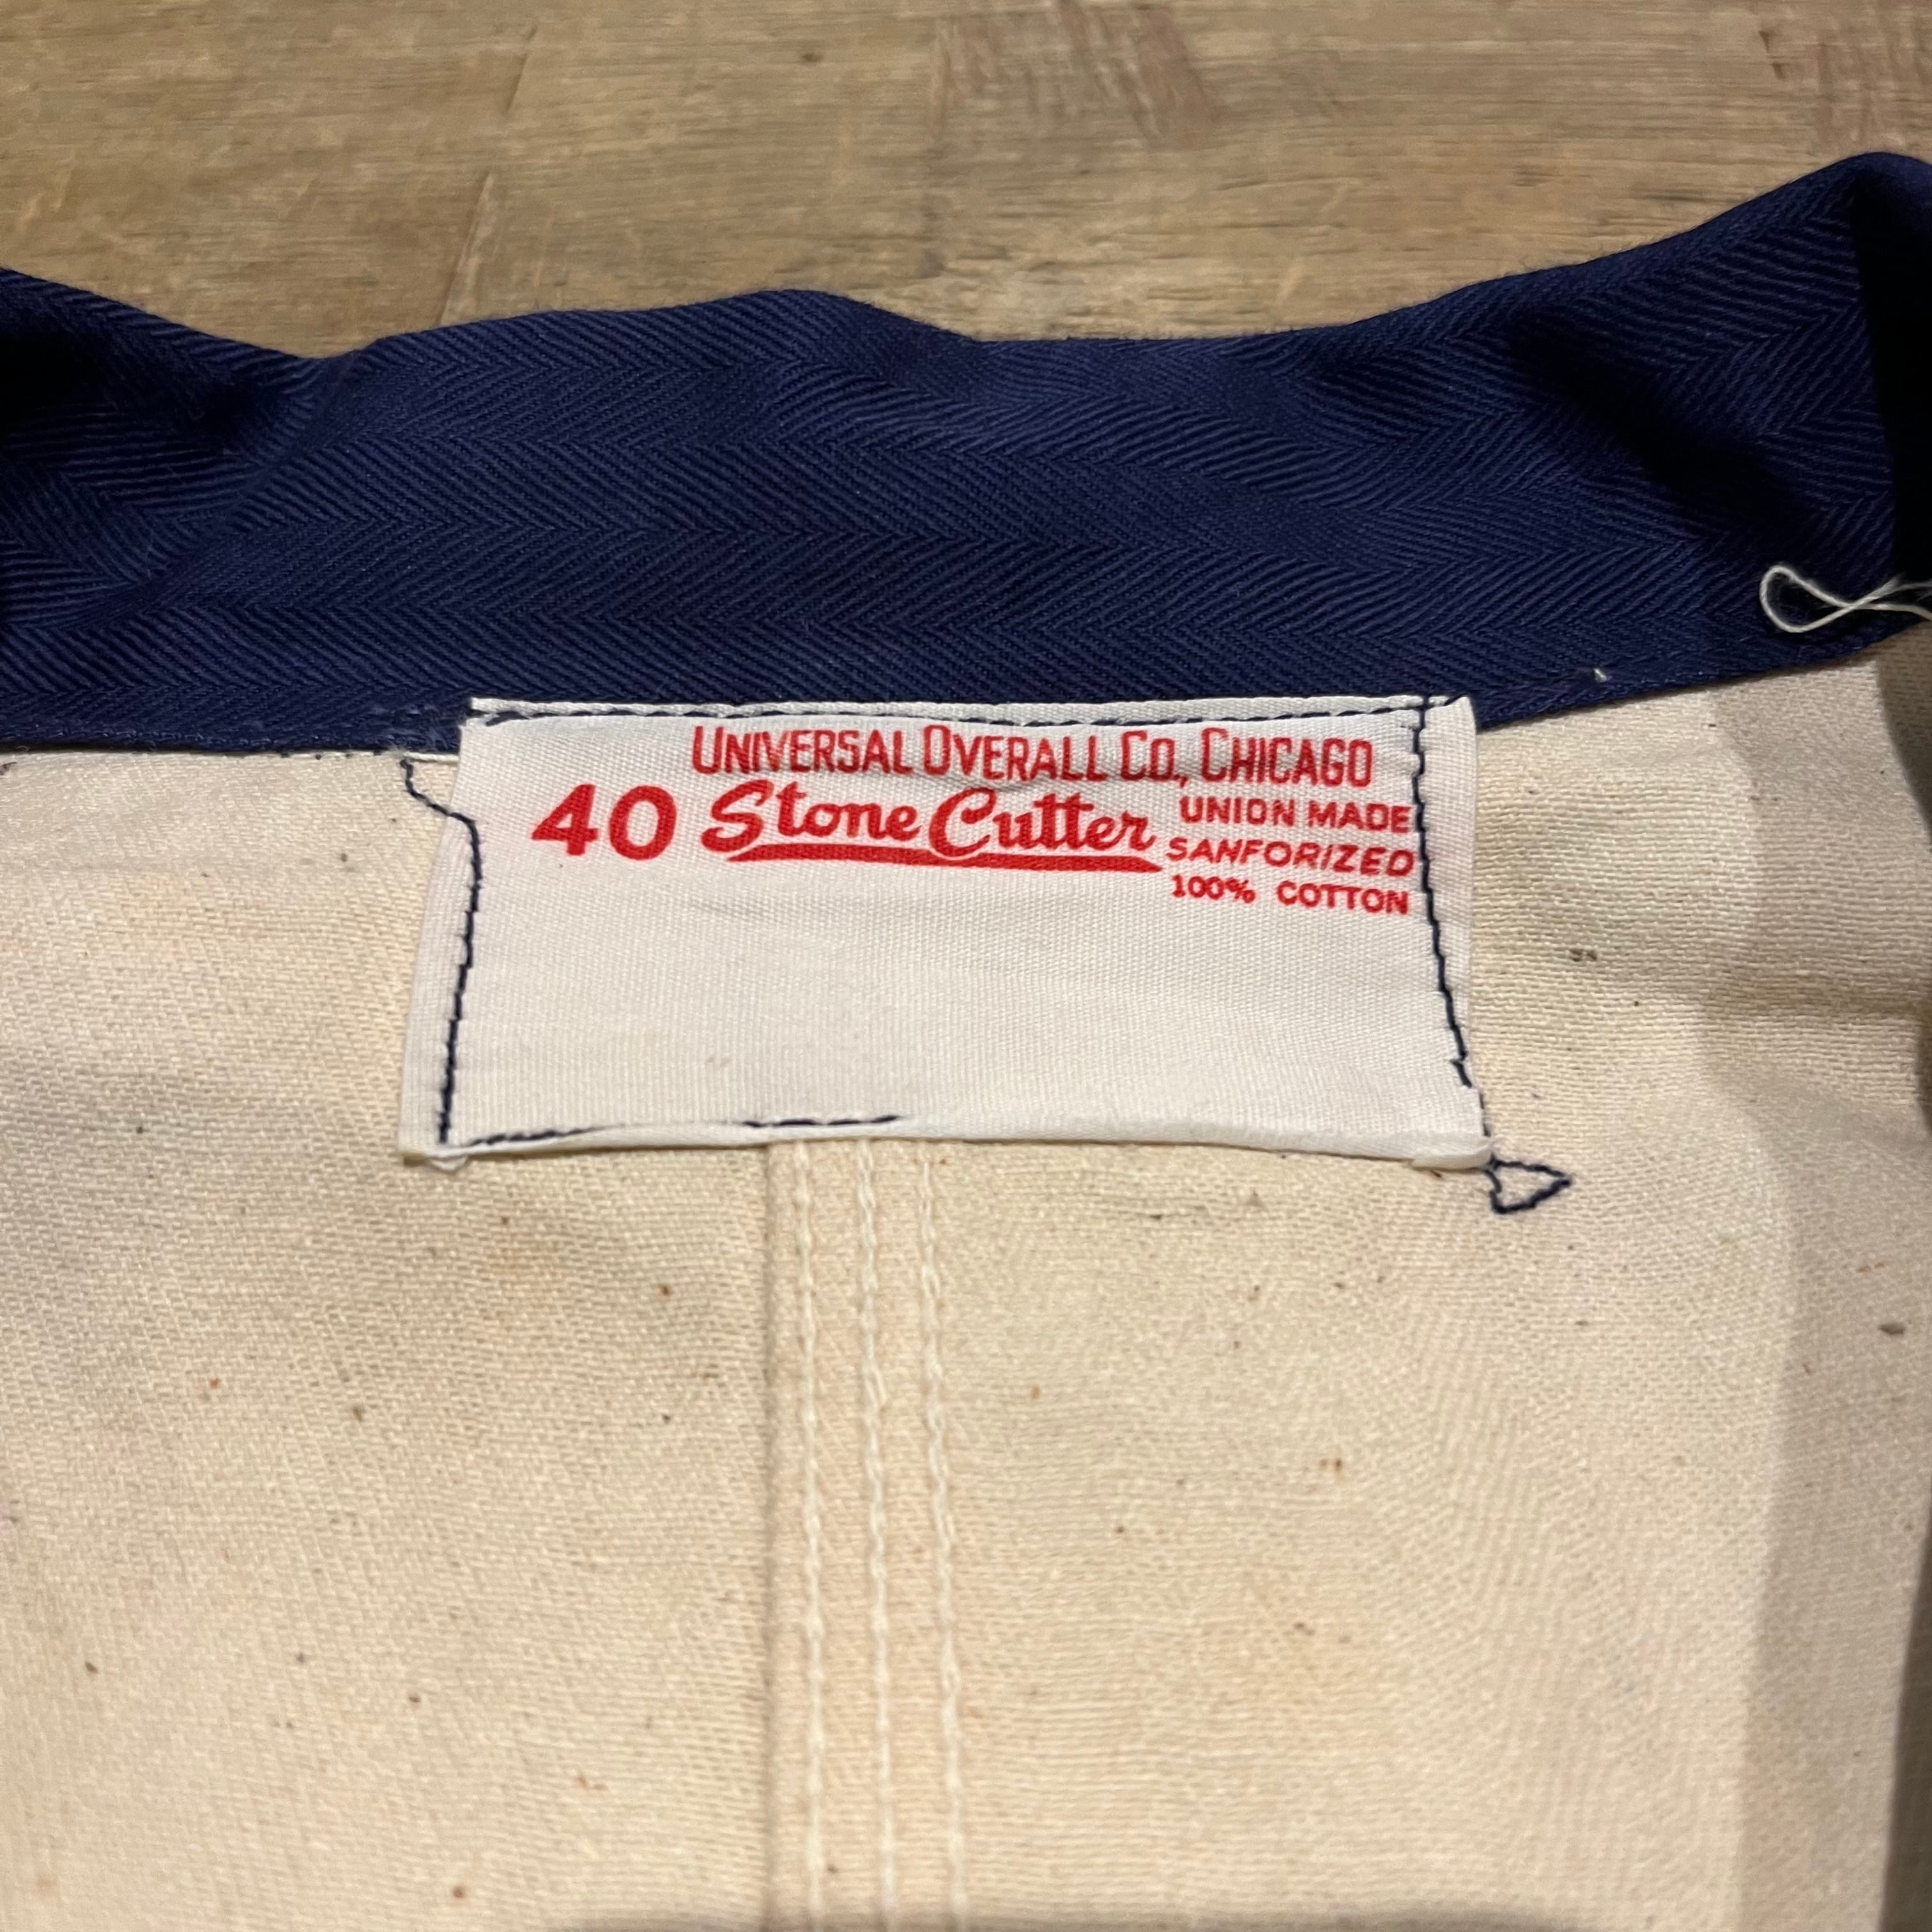 UNIVERSAL OVERALL CO., CHICAGO
40 Stone Cutter
UNION MADE
SANFORIZED
100% COTTON